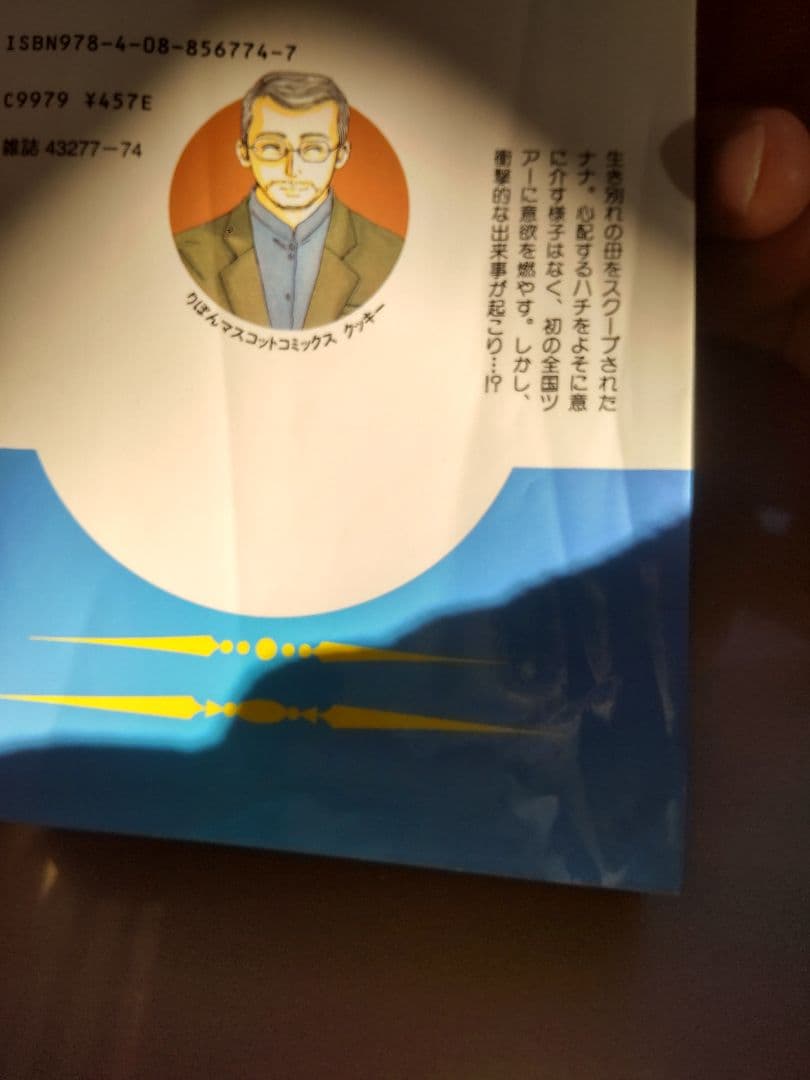 ISBN978-4-08-856774-7
C9979 ¥457E
雑誌 43277-74
りぼんマスコットコミックス クッキー
生き別れの母をスクープされた
ナナ。心配するハチをよそに意
に介す様子はなく、初の全国ツ
アーに意欲を燃やす。しかし、
衝撃的な出来事が起こり…!?